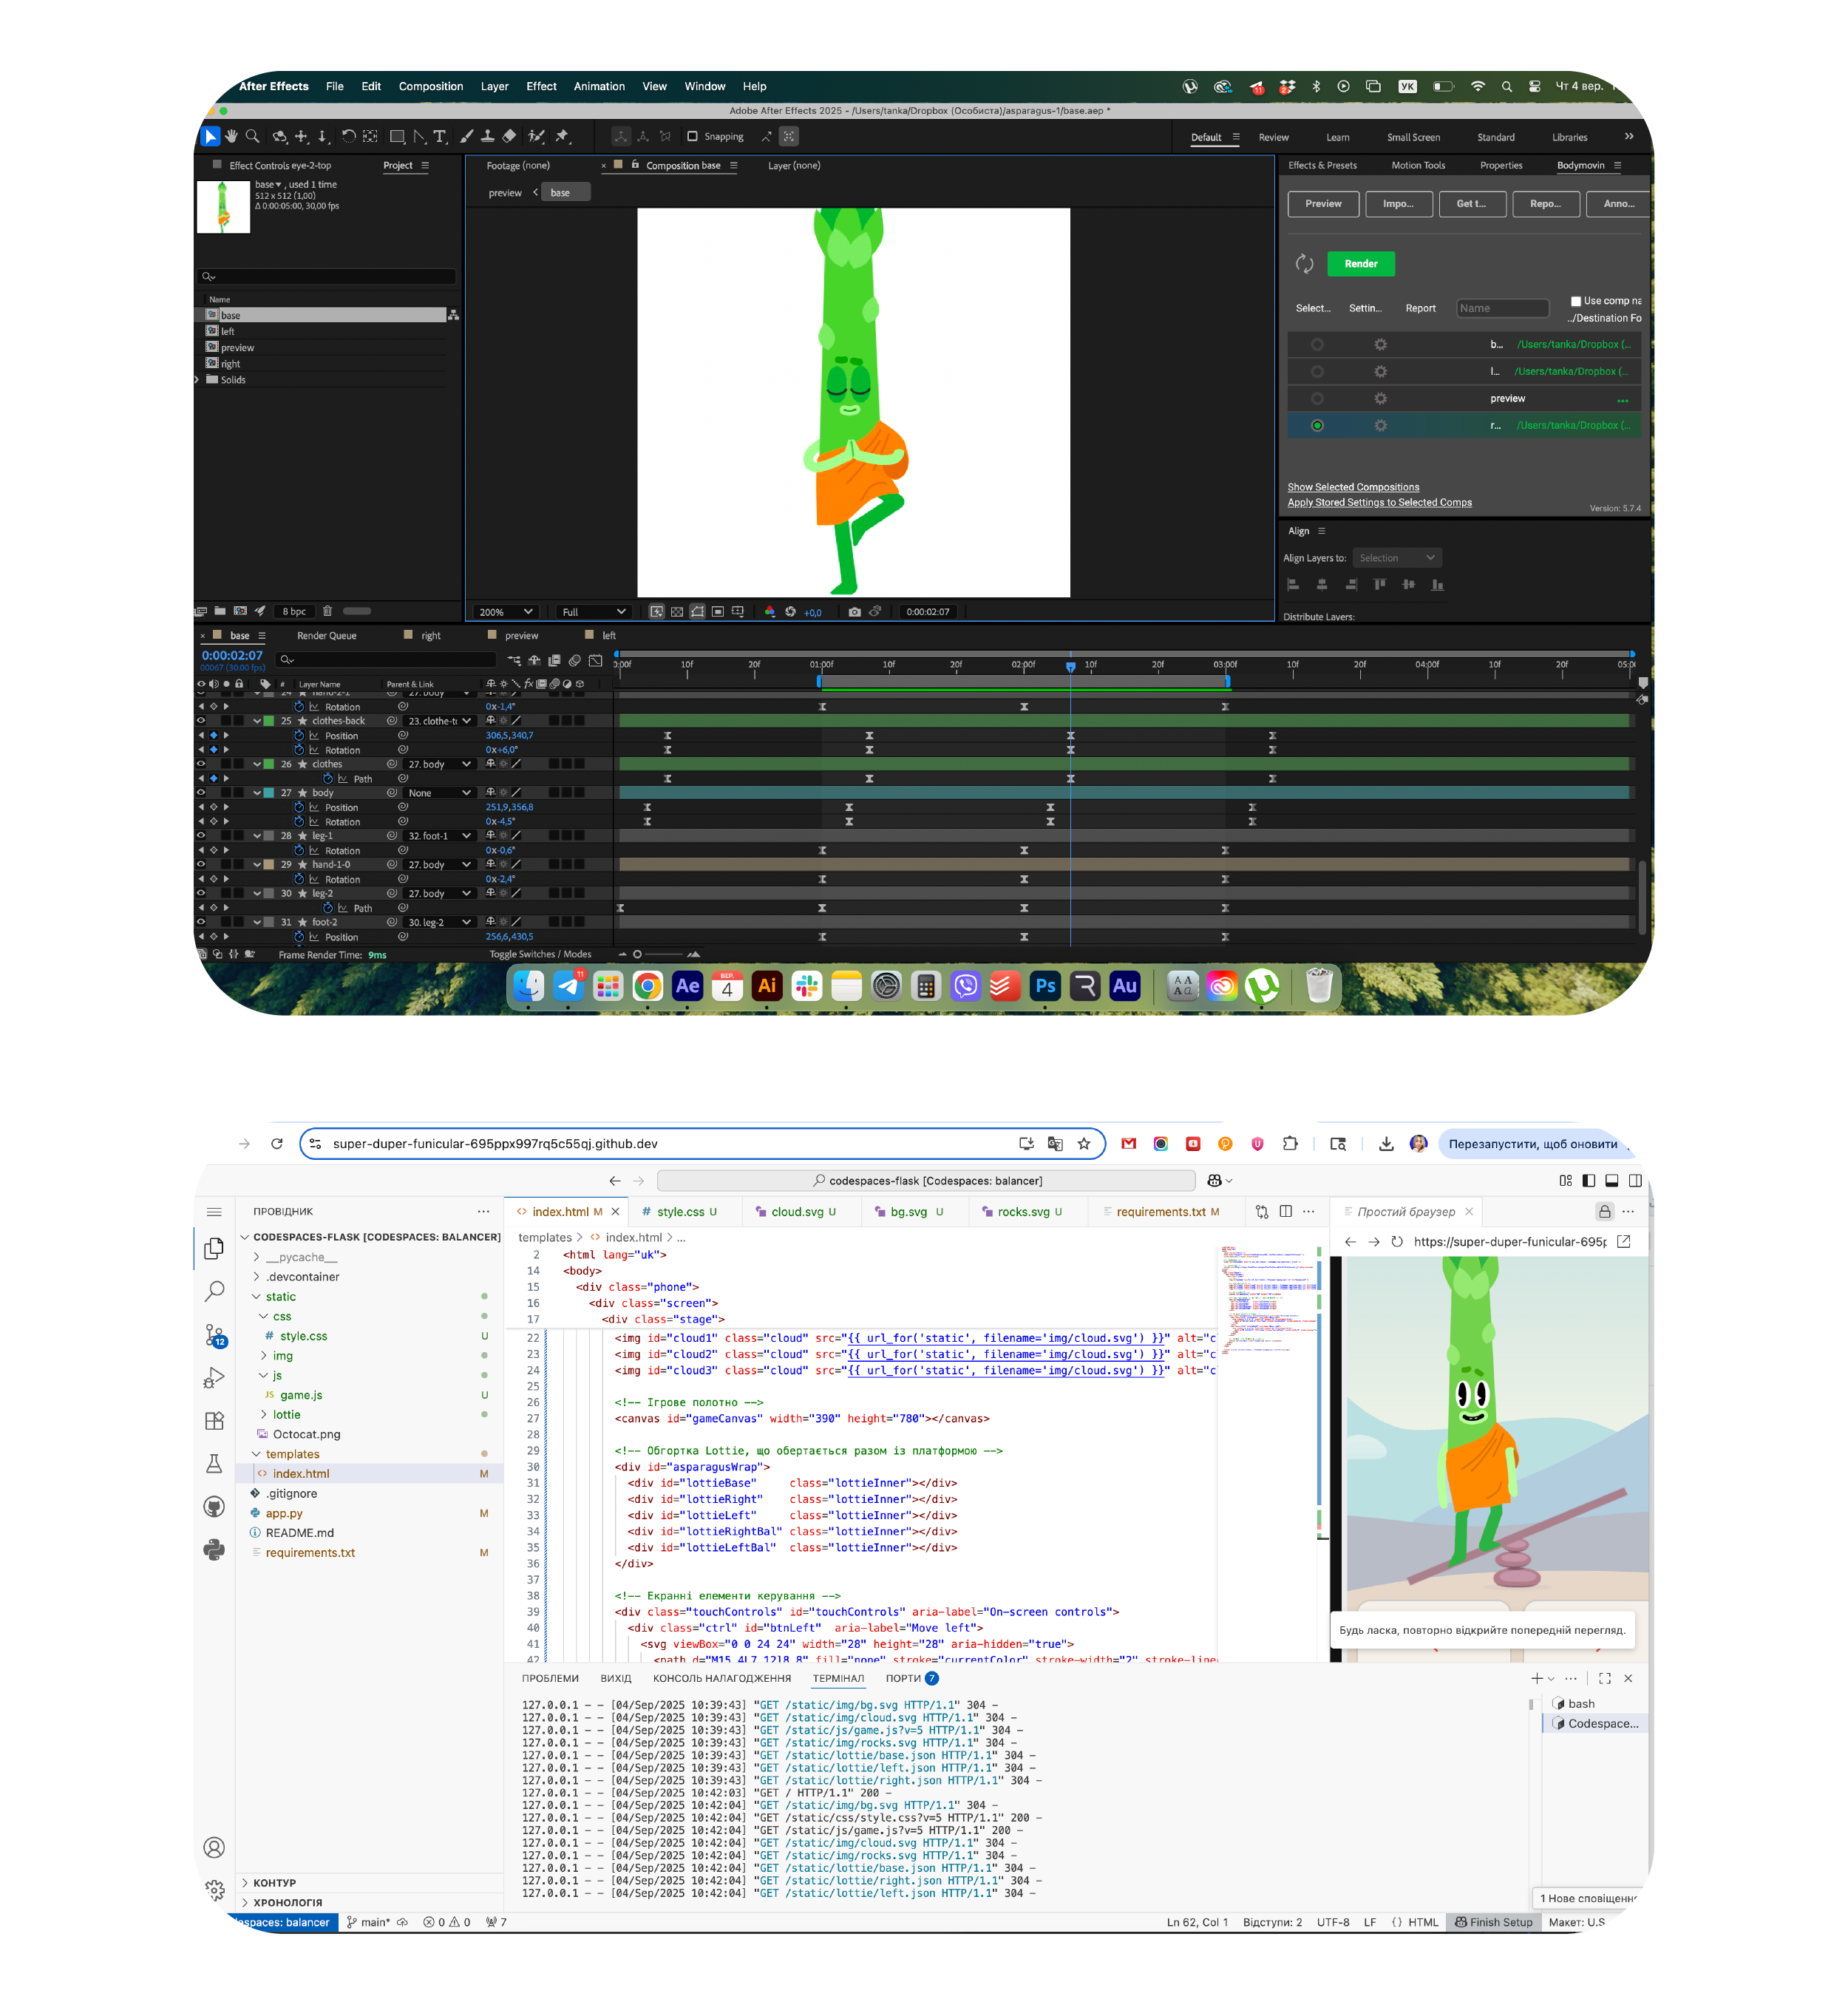 After Effects File Edit Composition Layer Effect Animation View Window Help УК Чт 4 вер.
Adobe After Effects 2025 – /Users/tanka/Dropbox (Особиста)/asparagus-1/base.aep *
Snapping Default Review Learn Small Screen Standard Libraries
Effect Controls eye-2-top Project
base▾ , used 1 time
512 x 512 (1,00)
Δ 0:00:05:00, 30,00 fps
Name
base
left
preview
right
Solids
8 bpc
Footage (none) Composition base Layer (none)
preview base
200% Full +0,0 0:00:02:07
Effects & Presets Motion Tools Properties Bodymovin
Preview Impo... Get t... Repo... Anno...
Render
Select... Settin... Report Name Use comp na
../Destination Fo
b... /Users/tanka/Dropbox (...
l... /Users/tanka/Dropbox (...
preview ...
r... /Users/tanka/Dropbox (...
Show Selected Compositions
Apply Stored Settings to Selected Comps
Version: 5.7.4
Align
Align Layers to: Selection
Distribute Layers:
base Render Queue right preview left
0:00:02:07
00067 (30.00 fps)
0:00f 10f 20f 01:00f 10f 20f 02:00f 10f 20f 03:00f 10f 20f 04:00f 10f 20f 05:00
# Layer Name Parent & Link
24 hand-2-1 27. body
Rotation 0x-1,4°
25 clothes-back 23. clothe-t
Position 306,5,340,7
Rotation 0x+6,0°
26 clothes 27. body
Path
27 body None
Position 251,9,356,8
Rotation 0x-4,5°
28 leg-1 32. foot-1
Rotation 0x-0,6°
29 hand-1-0 27. body
Rotation 0x-2,4°
30 leg-2 27. body
Path
31 foot-2 30. leg-2
Position 256,6,430,5
Frame Render Time: 9ms Toggle Switches / Modes
11 Ae ВЕР. 4 Ai Ps Au
super-duper-funicular-695ppx997rq5c55qj.github.dev Перезапустити, щоб оновити
codespaces-flask [Codespaces: balancer]
ПРОВІДНИК
CODESPACES-FLASK [CODESPACES: BALANCER]
__pycache__
.devcontainer
static
css
# style.css U
img
js
JS game.js U
lottie
Octocat.png
templates
index.html M
.gitignore
app.py M
README.md
requirements.txt M
КОНТУР
ХРОНОЛОГІЯ
12
index.html M # style.css U cloud.svg U bg.svg U rocks.svg U requirements.txt M
templates > index.html > ...
2 <html lang="uk">
14 <body>
15 <div class="phone">
16 <div class="screen">
17 <div class="stage">
22 <img id="cloud1" class="cloud" src="{{ url_for('static', filename='img/cloud.svg') }}" alt="c
23 <img id="cloud2" class="cloud" src="{{ url_for('static', filename='img/cloud.svg') }}" alt="c
24 <img id="cloud3" class="cloud" src="{{ url_for('static', filename='img/cloud.svg') }}" alt="c
25
26 <!-- Ігрове полотно -->
27 <canvas id="gameCanvas" width="390" height="780"></canvas>
28
29 <!-- Обгортка Lottie, що обертається разом із платформою -->
30 <div id="asparagusWrap">
31 <div id="lottieBase" class="lottieInner"></div>
32 <div id="lottieRight" class="lottieInner"></div>
33 <div id="lottieLeft" class="lottieInner"></div>
34 <div id="lottieRightBal" class="lottieInner"></div>
35 <div id="lottieLeftBal" class="lottieInner"></div>
36 </div>
37
38 <!-- Екранні елементи керування -->
39 <div class="touchControls" id="touchControls" aria-label="On-screen controls">
40 <div class="ctrl" id="btnLeft" aria-label="Move left">
41 <svg viewBox="0 0 24 24" width="28" height="28" aria-hidden="true">
42 <path d="M15 4L7 12l8 8" fill="none" stroke="currentColor" stroke-width="2" stroke-line
Простий браузер
https://super-duper-funicular-695p
Будь ласка, повторно відкрийте попередній перегляд.
ПРОБЛЕМИ ВИХІД КОНСОЛЬ НАЛАГОДЖЕННЯ ТЕРМІНАЛ ПОРТИ 7
127.0.0.1 - - [04/Sep/2025 10:39:43] "GET /static/img/bg.svg HTTP/1.1" 304 -
127.0.0.1 - - [04/Sep/2025 10:39:43] "GET /static/img/cloud.svg HTTP/1.1" 304 -
127.0.0.1 - - [04/Sep/2025 10:39:43] "GET /static/js/game.js?v=5 HTTP/1.1" 304 -
127.0.0.1 - - [04/Sep/2025 10:39:43] "GET /static/img/rocks.svg HTTP/1.1" 304 -
127.0.0.1 - - [04/Sep/2025 10:39:43] "GET /static/lottie/base.json HTTP/1.1" 304 -
127.0.0.1 - - [04/Sep/2025 10:39:43] "GET /static/lottie/left.json HTTP/1.1" 304 -
127.0.0.1 - - [04/Sep/2025 10:39:43] "GET /static/lottie/right.json HTTP/1.1" 304 -
127.0.0.1 - - [04/Sep/2025 10:42:03] "GET / HTTP/1.1" 200 -
127.0.0.1 - - [04/Sep/2025 10:42:04] "GET /static/img/bg.svg HTTP/1.1" 304 -
127.0.0.1 - - [04/Sep/2025 10:42:04] "GET /static/css/style.css?v=5 HTTP/1.1" 200 -
127.0.0.1 - - [04/Sep/2025 10:42:04] "GET /static/js/game.js?v=5 HTTP/1.1" 200 -
127.0.0.1 - - [04/Sep/2025 10:42:04] "GET /static/img/cloud.svg HTTP/1.1" 304 -
127.0.0.1 - - [04/Sep/2025 10:42:04] "GET /static/img/rocks.svg HTTP/1.1" 304 -
127.0.0.1 - - [04/Sep/2025 10:42:04] "GET /static/lottie/base.json HTTP/1.1" 304 -
127.0.0.1 - - [04/Sep/2025 10:42:04] "GET /static/lottie/right.json HTTP/1.1" 304 -
127.0.0.1 - - [04/Sep/2025 10:42:04] "GET /static/lottie/left.json HTTP/1.1" 304 -
bash
Codespace...
1 Нове сповіщення
spaces: balancer main* 0 0 7 Ln 62, Col 1 Відступи: 2 UTF-8 LF {} HTML Finish Setup Макет: U.S